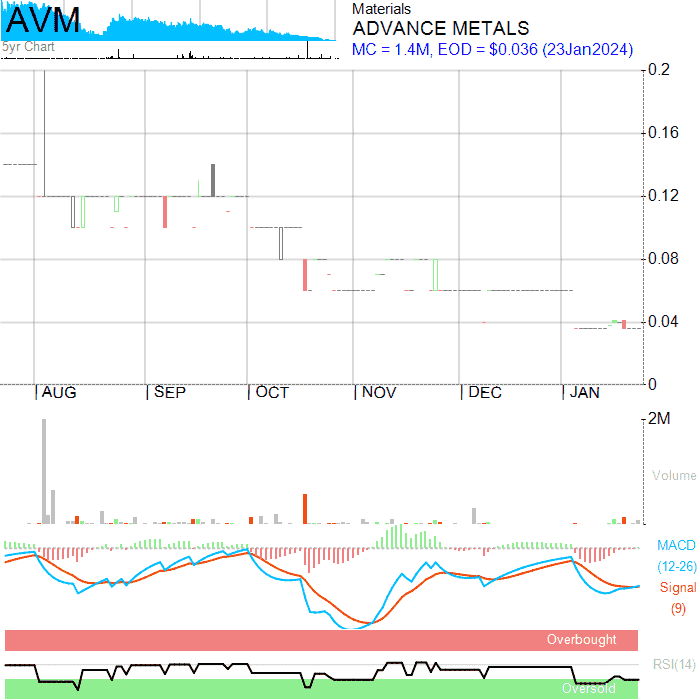 AVM
5yr Chart
Materials
ADVANCE METALS
MC = 1.4M, EOD = $0.036 (23Jan2024)
0.2
0.16
0.12
0.08
0.04
0
AUG SEP OCT NOV DEC JAN
2M
Volume
MACD
(12-26)
Signal
(9)
Overbought
RSI(14)
Oversold